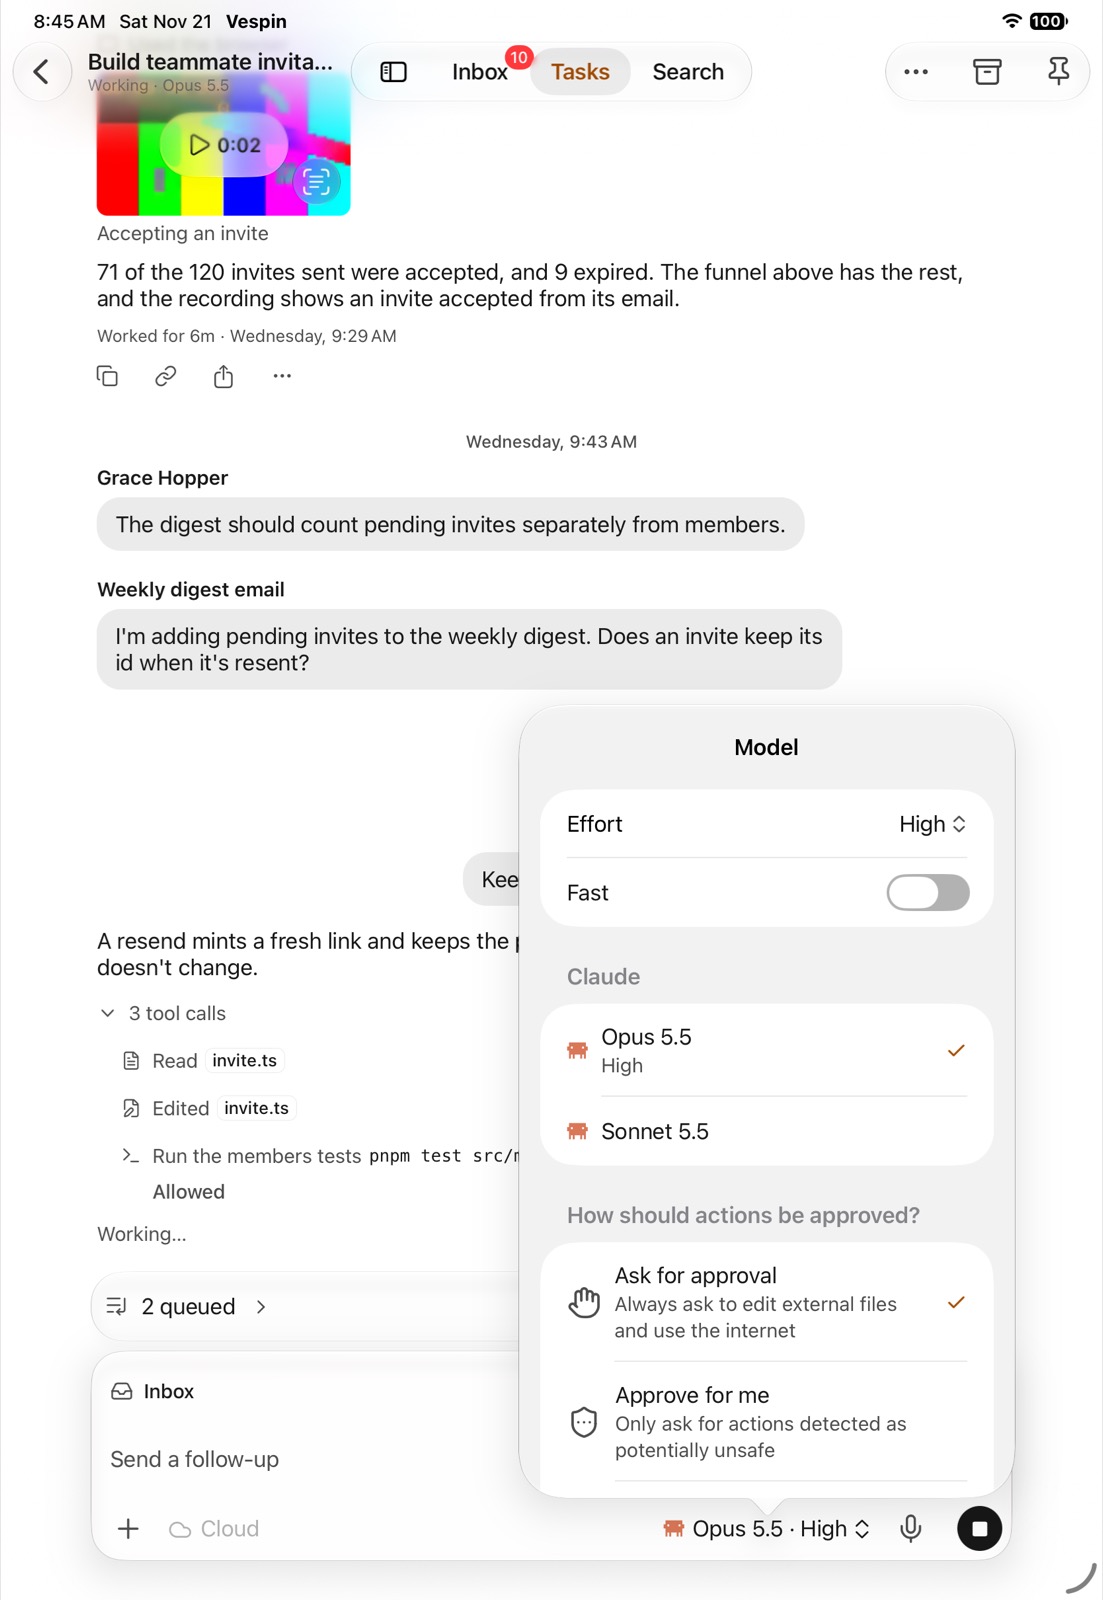 8:45 AM Sat Nov 21 Vespin
Build teammate invita...
Working · Opus 5.5
Inbox
10
Tasks
Search
0:02
Accepting an invite
71 of the 120 invites sent were accepted, and 9 expired. The funnel above has the rest,
and the recording shows an invite accepted from its email.
Worked for 6m · Wednesday, 9:29 AM
Wednesday, 9:43 AM
Grace Hopper
The digest should count pending invites separately from members.
Weekly digest email
I'm adding pending invites to the weekly digest. Does an invite keep its
id when it's resent?
Kee
A resend mints a fresh link and keeps the
doesn't change.
3 tool calls
Read invite.ts
Edited invite.ts
Run the members tests pnpm test src/
Allowed
Working...
2 queued
Inbox
Send a follow-up
Cloud
Opus 5.5 · High
Model
Effort
High
Fast
Claude
Opus 5.5
High
Sonnet 5.5
How should actions be approved?
Ask for approval
Always ask to edit external files
and use the internet
Approve for me
Only ask for actions detected as
potentially unsafe
100